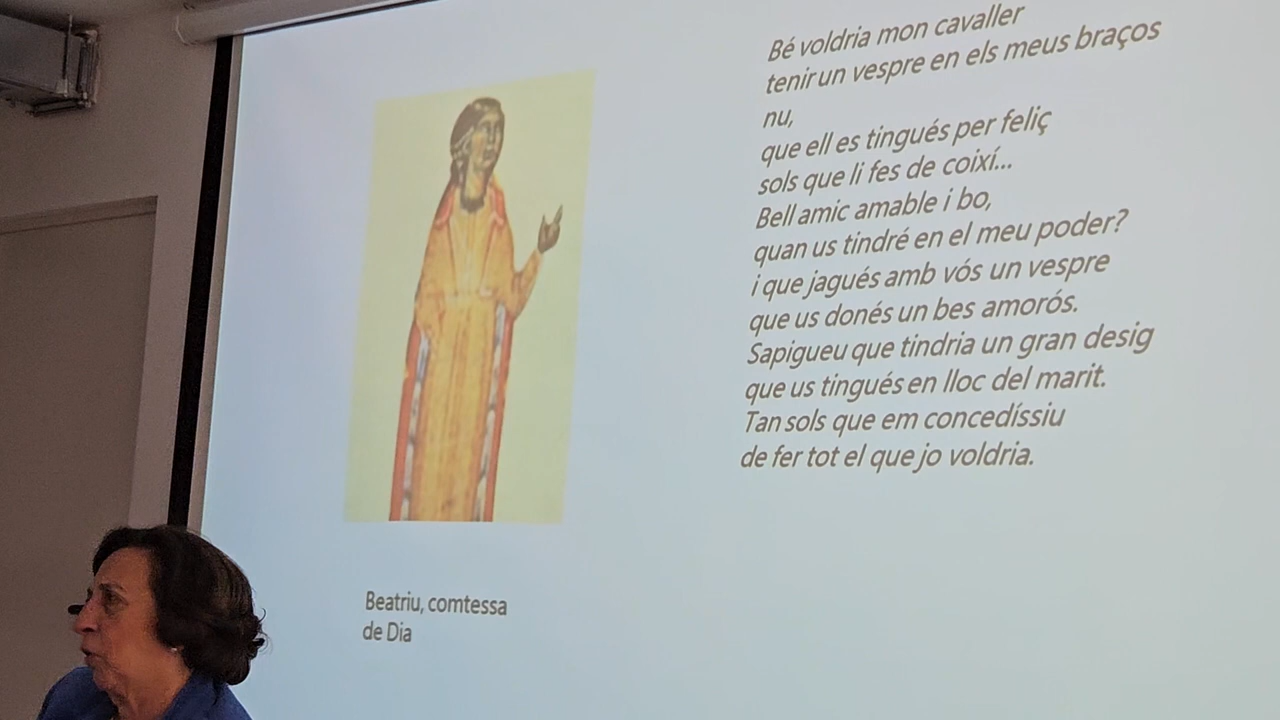 Bé voldria mon cavaller
tenir un vespre en els meus braços
nu,
que ell es tingués per feliç
sols que li fes de coixí...
Bell amic amable i bo,
quan us tindré en el meu poder?
i que jagués amb vós un vespre
que us donés un bes amorós.
Sapigueu que tindria un gran desig
que us tingués en lloc del marit.
Tan sols que em concedíssiu
de fer tot el que jo voldria.
Beatriu, comtessa
de Dia